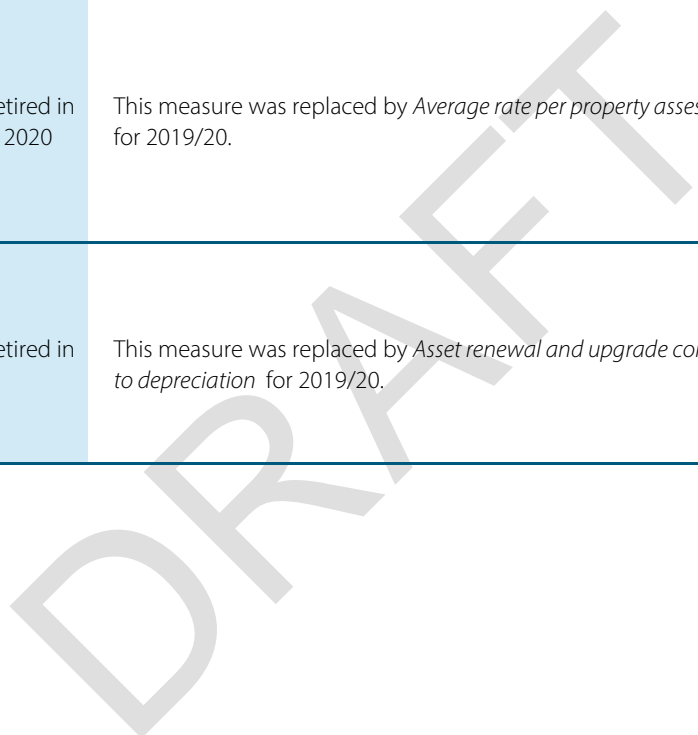 etired in
2020
This measure was replaced by Average rate per property asses
for 2019/20.
etired in
This measure was replaced by Asset renewal and upgrade co
to depreciation for 2019/20.
DRAFT